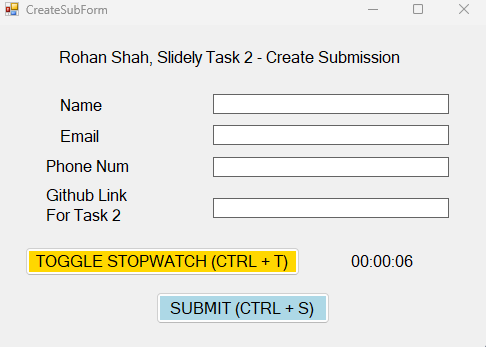 CreateSubForm
Rohan Shah, Slidely Task 2 - Create Submission
Name
Email
Phone Num
Github Link
For Task 2
TOGGLE STOPWATCH (CTRL + T)
00:00:06
SUBMIT (CTRL + S)